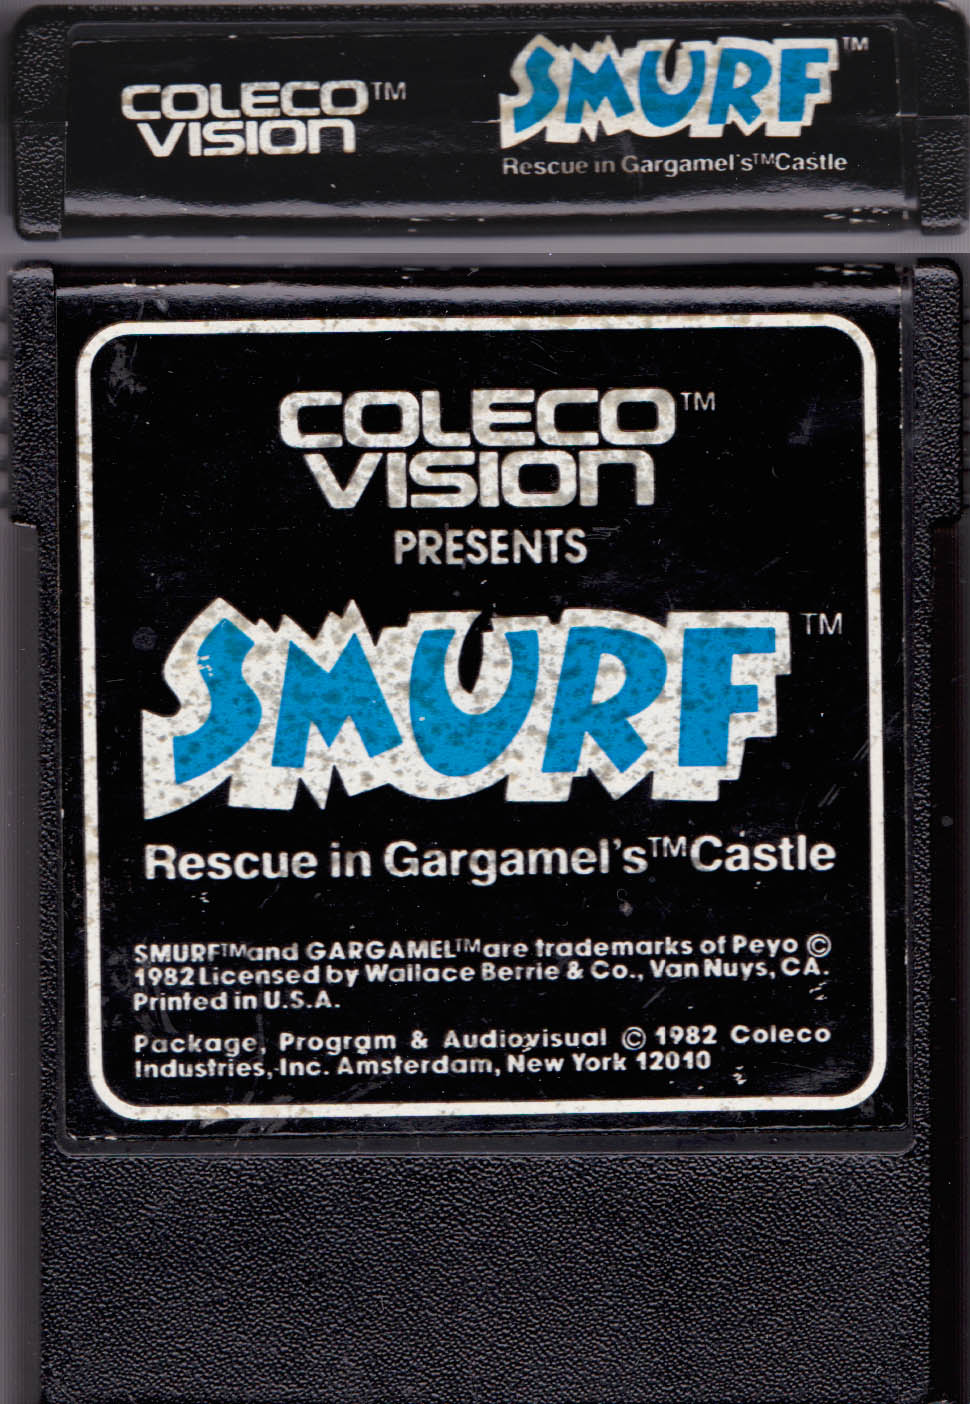 COLECO™ SMURF™
VISION
Rescue in Gargamel's™Castle
COLECO™
VISION
PRESENTS
SMURF™
Rescue in Gargamel's™Castle
SMURF™and GARGAMEL™are trademarks of Peyo ©
1982 Licensed by Wallace Berrie & Co., Van Nuys, CA.
Printed in U.S.A.
Package, Program & Audiovisual © 1982 Coleco
Industries, Inc. Amsterdam, New York 12010